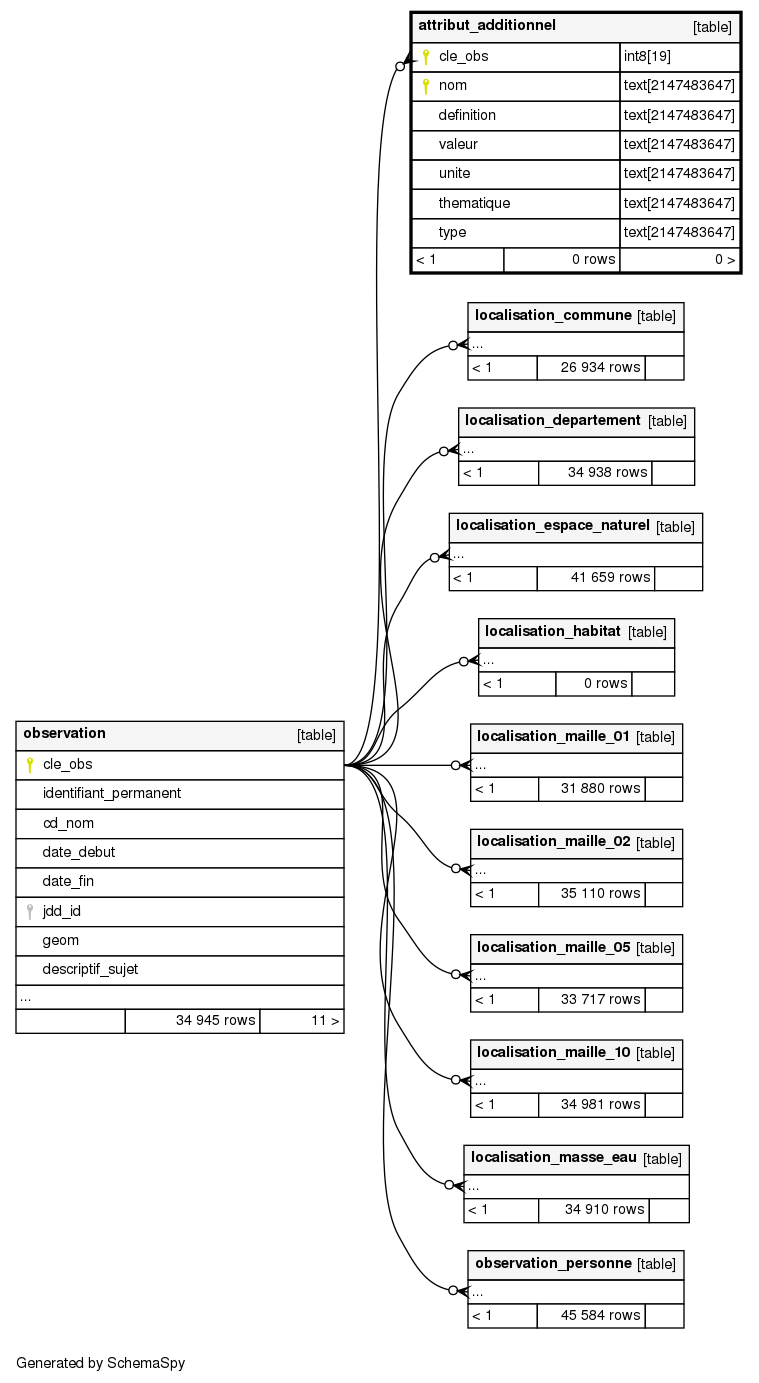 attribut_additionnel [table]
cle_obs int8[19]
nom text[2147483647]
definition text[2147483647]
valeur text[2147483647]
unite text[2147483647]
thematique text[2147483647]
type text[2147483647]
< 1 0 rows 0 >
localisation_commune [table]
...
< 1 26 934 rows
localisation_departement [table]
...
< 1 34 938 rows
localisation_espace_naturel [table]
...
< 1 41 659 rows
localisation_habitat [table]
...
< 1 0 rows
observation [table]
cle_obs
identifiant_permanent
cd_nom
date_debut
date_fin
jdd_id
geom
descriptif_sujet
...
34 945 rows 11 >
localisation_maille_01 [table]
...
< 1 31 880 rows
localisation_maille_02 [table]
...
< 1 35 110 rows
localisation_maille_05 [table]
...
< 1 33 717 rows
localisation_maille_10 [table]
...
< 1 34 981 rows
localisation_masse_eau [table]
...
< 1 34 910 rows
observation_personne [table]
...
< 1 45 584 rows
Generated by SchemaSpy